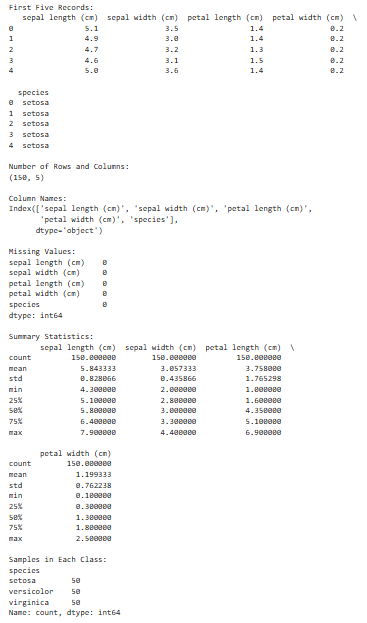 First Five Records:
   sepal length (cm)  sepal width (cm)  petal length (cm)  petal width (cm)  \
0                5.1               3.5                1.4               0.2
1                4.9               3.0                1.4               0.2
2                4.7               3.2                1.3               0.2
3                4.6               3.1                1.5               0.2
4                5.0               3.6                1.4               0.2
  species
0  setosa
1  setosa
2  setosa
3  setosa
4  setosa
Number of Rows and Columns:
(150, 5)
Column Names:
Index(['sepal length (cm)', 'sepal width (cm)', 'petal length (cm)',
       'petal width (cm)', 'species'],
      dtype='object')
Missing Values:
sepal length (cm)    0
sepal width (cm)     0
petal length (cm)    0
petal width (cm)     0
species              0
dtype: int64
Summary Statistics:
       sepal length (cm)  sepal width (cm)  petal length (cm)  \
count         150.000000        150.000000         150.000000
mean            5.843333          3.057333           3.758000
std             0.828066          0.435866           1.765298
min             4.300000          2.000000           1.000000
25%             5.100000          2.800000           1.600000
50%             5.800000          3.000000           4.350000
75%             6.400000          3.300000           5.100000
max             7.900000          4.400000           6.900000
       petal width (cm)
count        150.000000
mean           1.199333
std            0.762238
min            0.100000
25%            0.300000
50%            1.300000
75%            1.800000
max            2.500000
Samples in Each Class:
species
setosa        50
versicolor    50
virginica     50
Name: count, dtype: int64